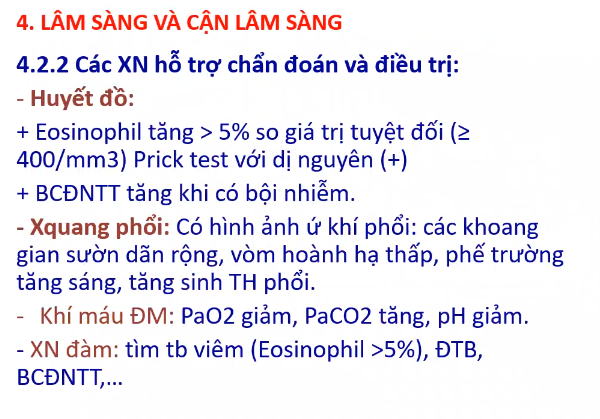 4. LÂM SÀNG VÀ CẬN LÂM SÀNG
4.2.2 Các XN hỗ trợ chẩn đoán và điều trị:
- Huyết đồ:
+ Eosinophil tăng > 5% so giá trị tuyệt đối (≥
400/mm3) Prick test với dị nguyên (+)
+ BCĐNTT tăng khi có bội nhiễm.
- Xquang phổi: Có hình ảnh ứ khí phổi: các khoang
gian sườn dãn rộng, vòm hoành hạ thấp, phế trường
tăng sáng, tăng sinh TH phổi.
- Khí máu ĐM: PaO2 giảm, PaCO2 tăng, pH giảm.
- XN đàm: tìm tb viêm (Eosinophil >5%), ĐTB,
BCĐNTT,...